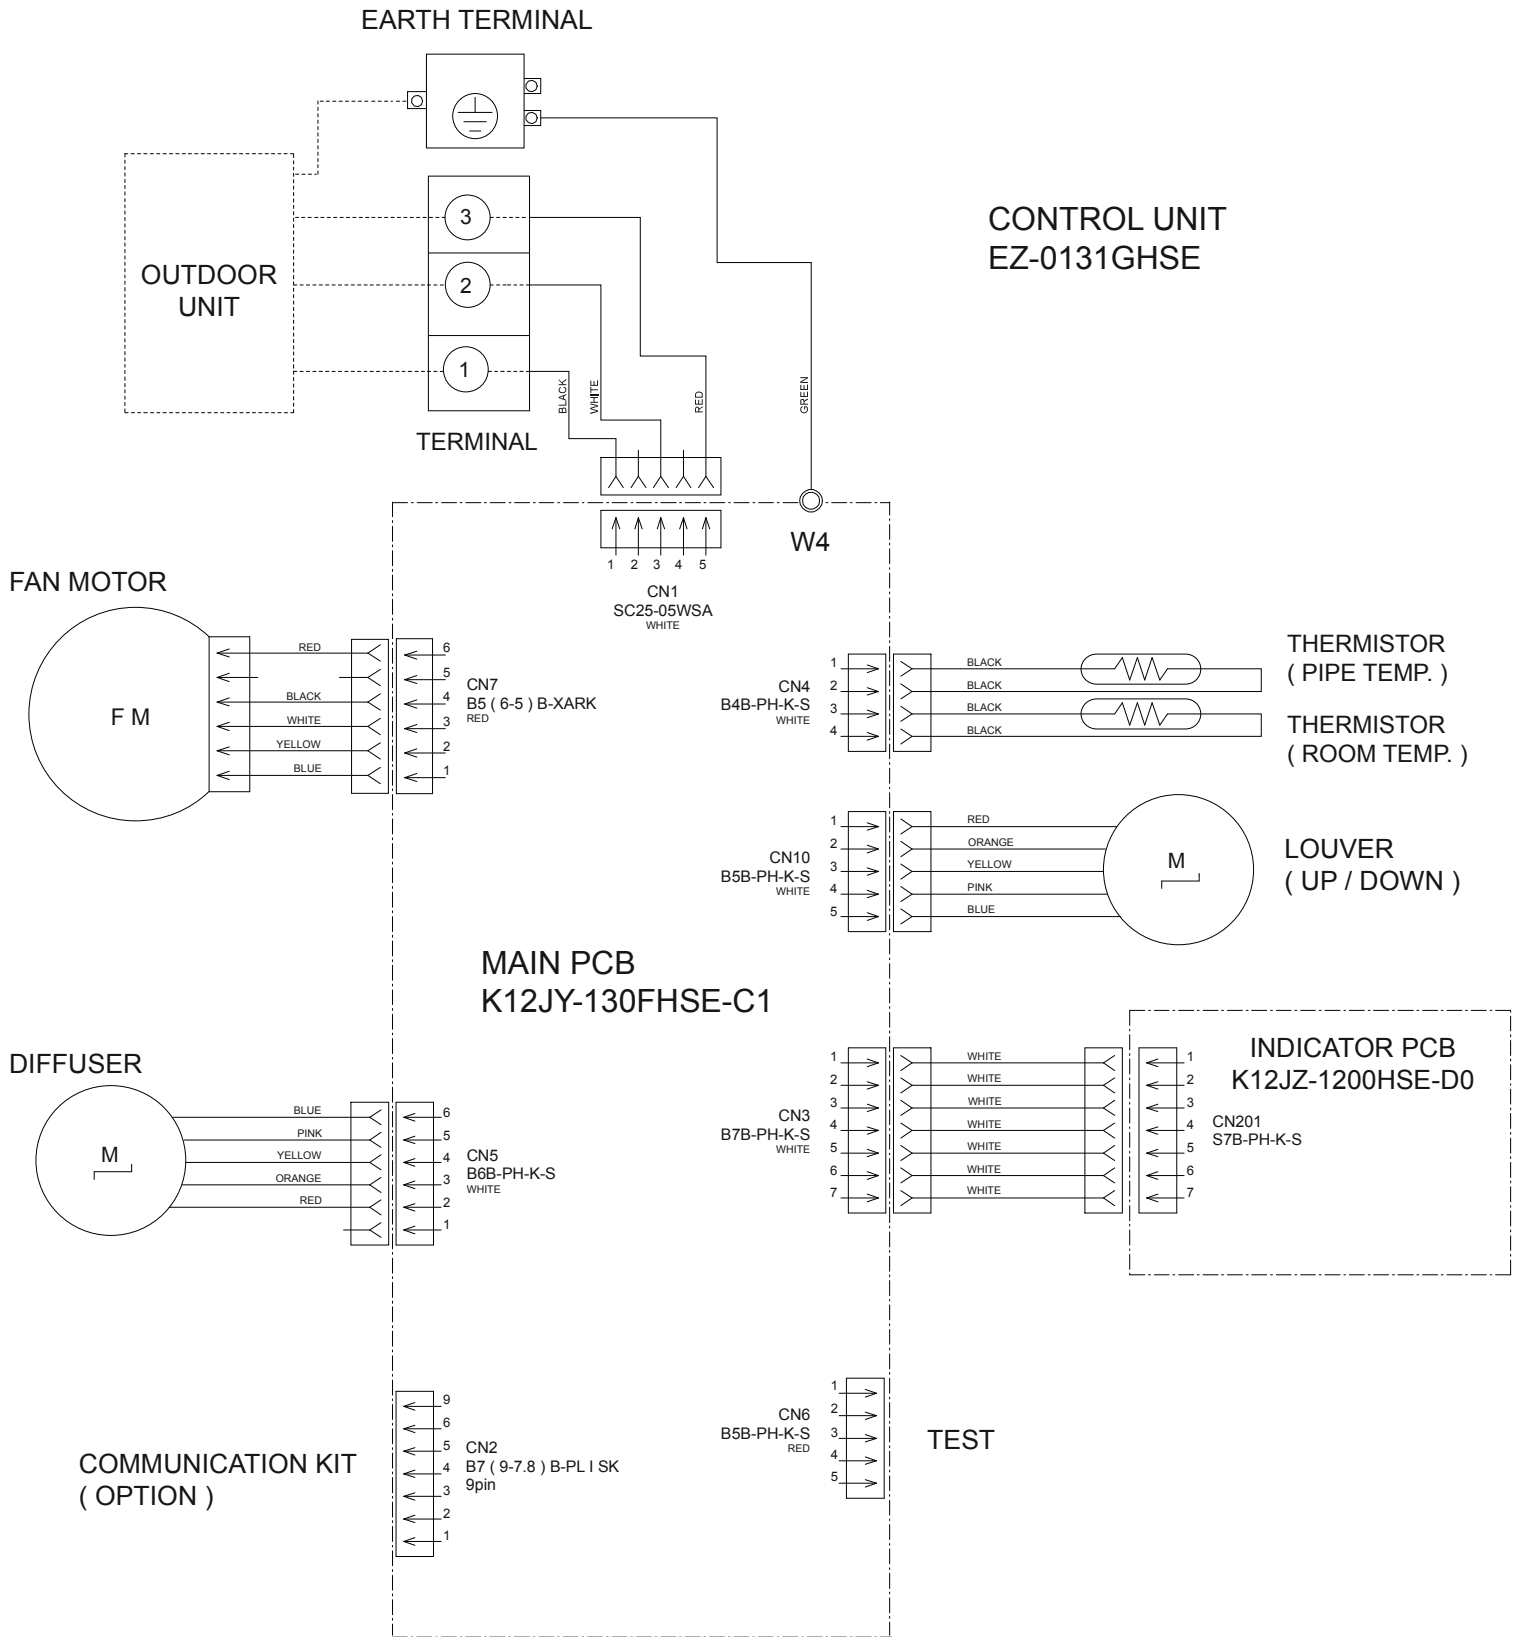 EARTH TERMINAL
CONTROL UNIT
EZ-0131GHSE
OUTDOOR
UNIT
3
2
1
TERMINAL
BLACK
WHITE
RED
GREEN
W4
1 2 3 4 5
CN1
SC25-05WSA
WHITE
FAN MOTOR
F M
RED
BLACK
WHITE
YELLOW
BLUE
6
5
4
3
2
1
CN7
B5 ( 6-5 ) B-XARK
RED
CN4
B4B-PH-K-S
WHITE
1
2
3
4
BLACK
BLACK
BLACK
BLACK
THERMISTOR
( PIPE TEMP. )
THERMISTOR
( ROOM TEMP. )
CN10
B5B-PH-K-S
WHITE
1
2
3
4
5
RED
ORANGE
YELLOW
PINK
BLUE
M
LOUVER
( UP / DOWN )
MAIN PCB
K12JY-130FHSE-C1
DIFFUSER
M
BLUE
PINK
YELLOW
ORANGE
RED
6
5
4
3
2
1
CN5
B6B-PH-K-S
WHITE
CN3
B7B-PH-K-S
WHITE
1
2
3
4
5
6
7
WHITE
WHITE
WHITE
WHITE
WHITE
WHITE
WHITE
1
2
3
4
5
6
7
INDICATOR PCB
K12JZ-1200HSE-D0
CN201
S7B-PH-K-S
COMMUNICATION KIT
( OPTION )
9
6
5
4
3
2
1
CN2
B7 ( 9-7.8 ) B-PL I SK
9pin
CN6
B5B-PH-K-S
RED
1
2
3
4
5
TEST